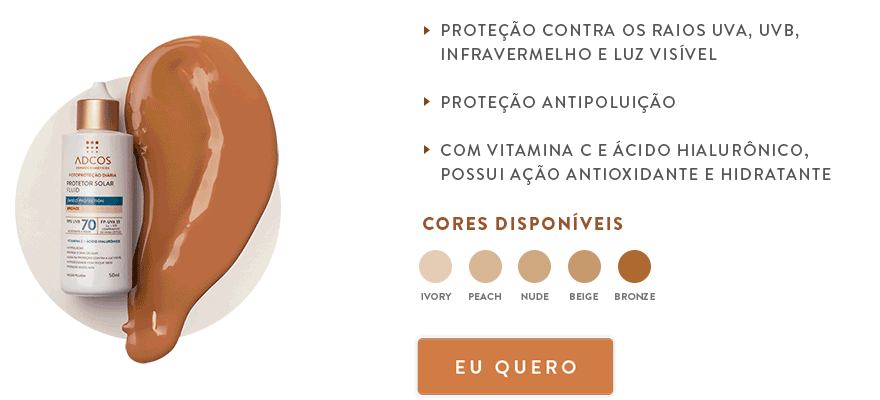 PROTEÇÃO CONTRA OS RAIOS UVA, UVB,
INFRAVERMELHO E LUZ VISÍVEL
PROTEÇÃO ANTIPOLUIÇÃO
COM VITAMINA C E ÁCIDO HIALURÔNICO,
POSSUI AÇÃO ANTIOXIDANTE E HIDRATANTE
CORES DISPONÍVEIS
IVORY PEACH NUDE BEIGE BRONZE
EU QUERO
ADCOS
FOTOPROTEÇÃO DIÁRIA
PROTETOR SOLAR
FLUID
BRONZE
FPS UVB 70
VITAMINA C + ÁCIDO HIALURÔNICO
50ml